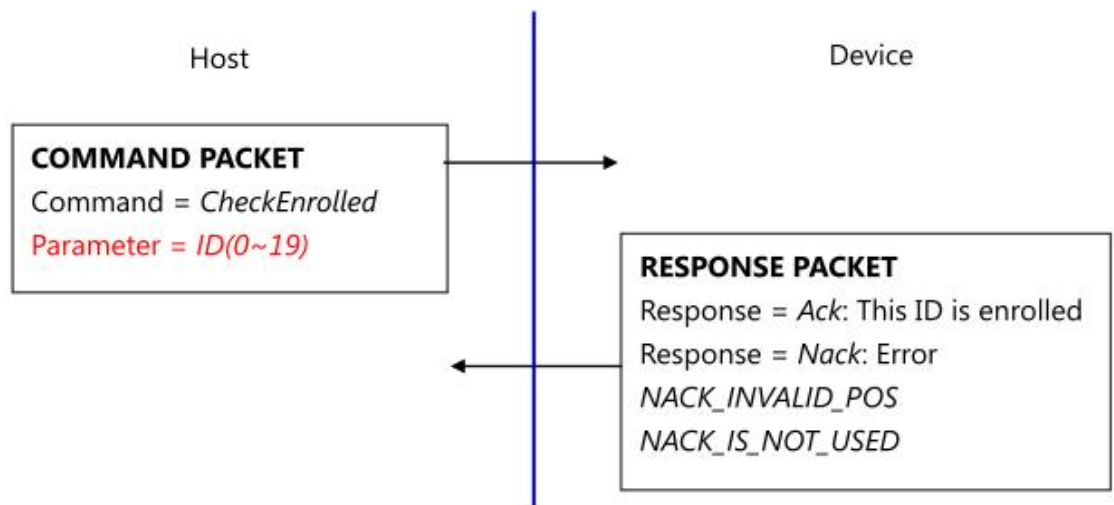 Host
Device
COMMAND PACKET
Command = CheckEnrolled
Parameter = ID(0~19)
RESPONSE PACKET
Response = Ack: This ID is enrolled
Response = Nack: Error
NACK_INVALID_POS
NACK_IS_NOT_USED